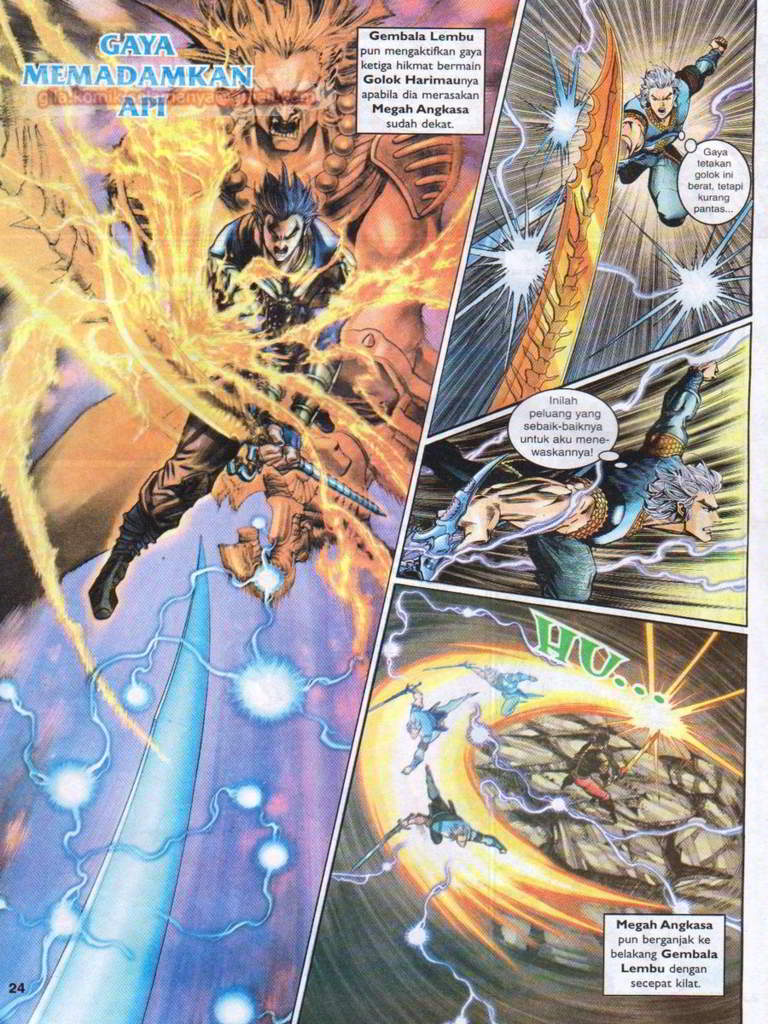 GAYA
MEMADAMKAN
API
Gembala Lembu
pun mengaktifkan gaya
ketiga hikmat bermain
Golok Harimaunya
apabila dia merasakan
Megah Angkasa
sudah dekat.
Gaya
tetakan
golok ini
berat, tetapi
kurang
pantas...
Inilah
peluang yang
sebaik-baiknya
untuk aku mene-
waskannya!
HU...
Megah Angkasa
pun berganjak ke
belakang Gembala
Lembu dengan
secepat kilat.
24